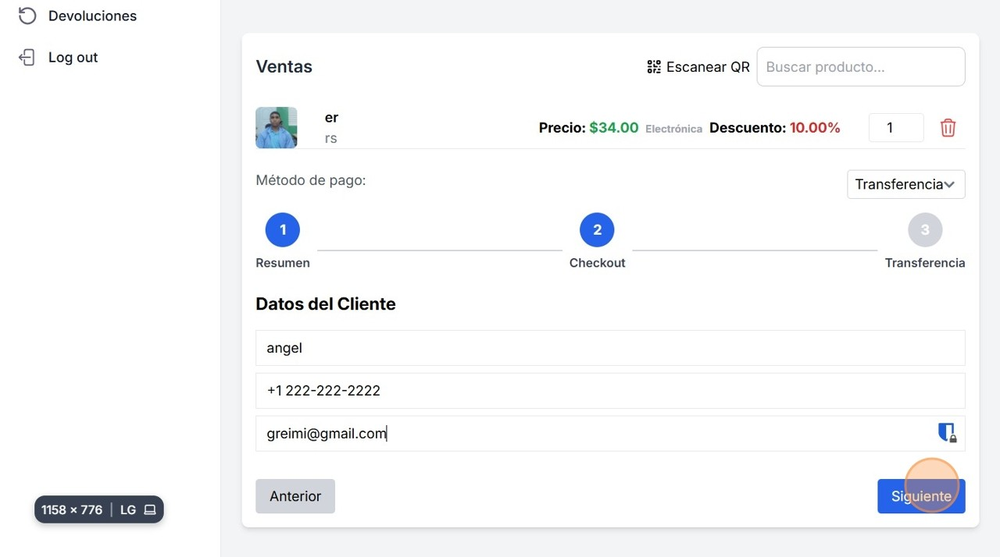 Devoluciones
Log out
Ventas
Escanear QR
Buscar producto...
er
rs
Precio: $34.00 Electrónica Descuento: 10.00%
1
Método de pago:
Transferencia
1
2
3
Resumen
Checkout
Transferencia
Datos del Cliente
angel
+1 222-222-2222
greimi@gmail.com
Anterior
Siguiente
1158 × 776 | LG